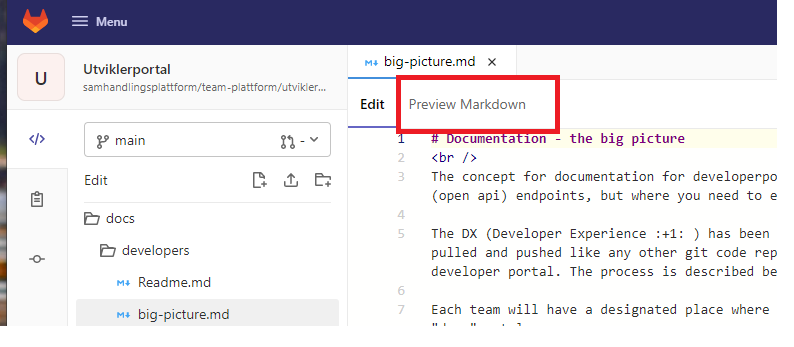 Menu
U
Utviklerportal
samhandlingsplattform/team-plattform/utvikler...
main
-
Edit
docs
developers
Readme.md
big-picture.md
big-picture.md ×
Edit Preview Markdown
1 # Documentation - the big picture
2 <br />
3 The concept for documentation for developerpo
(open api) endpoints, but where you need to e
4
5 The DX (Developer Experience :+1: ) has been
pulled and pushed like any other git code rep
developer portal. The process is described be
6
7 Each team will have a designated place where